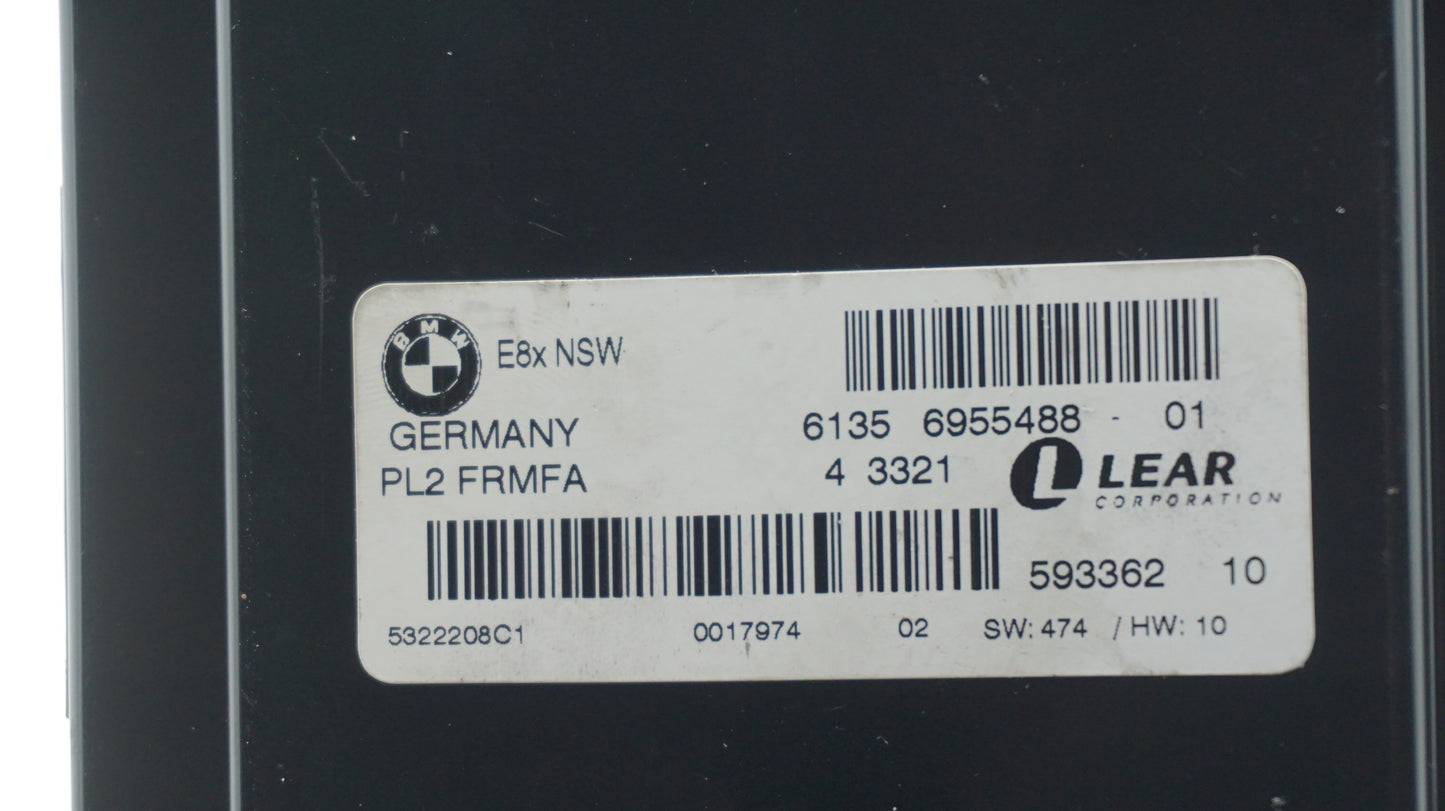 BMW
E8x NSW
GERMANY
PL2 FRMFA
6135 6955488 - 01
4 3321
LEAR
CORPORATION
593362 10
5322208C1 0017974 02 SW: 474 / HW: 10